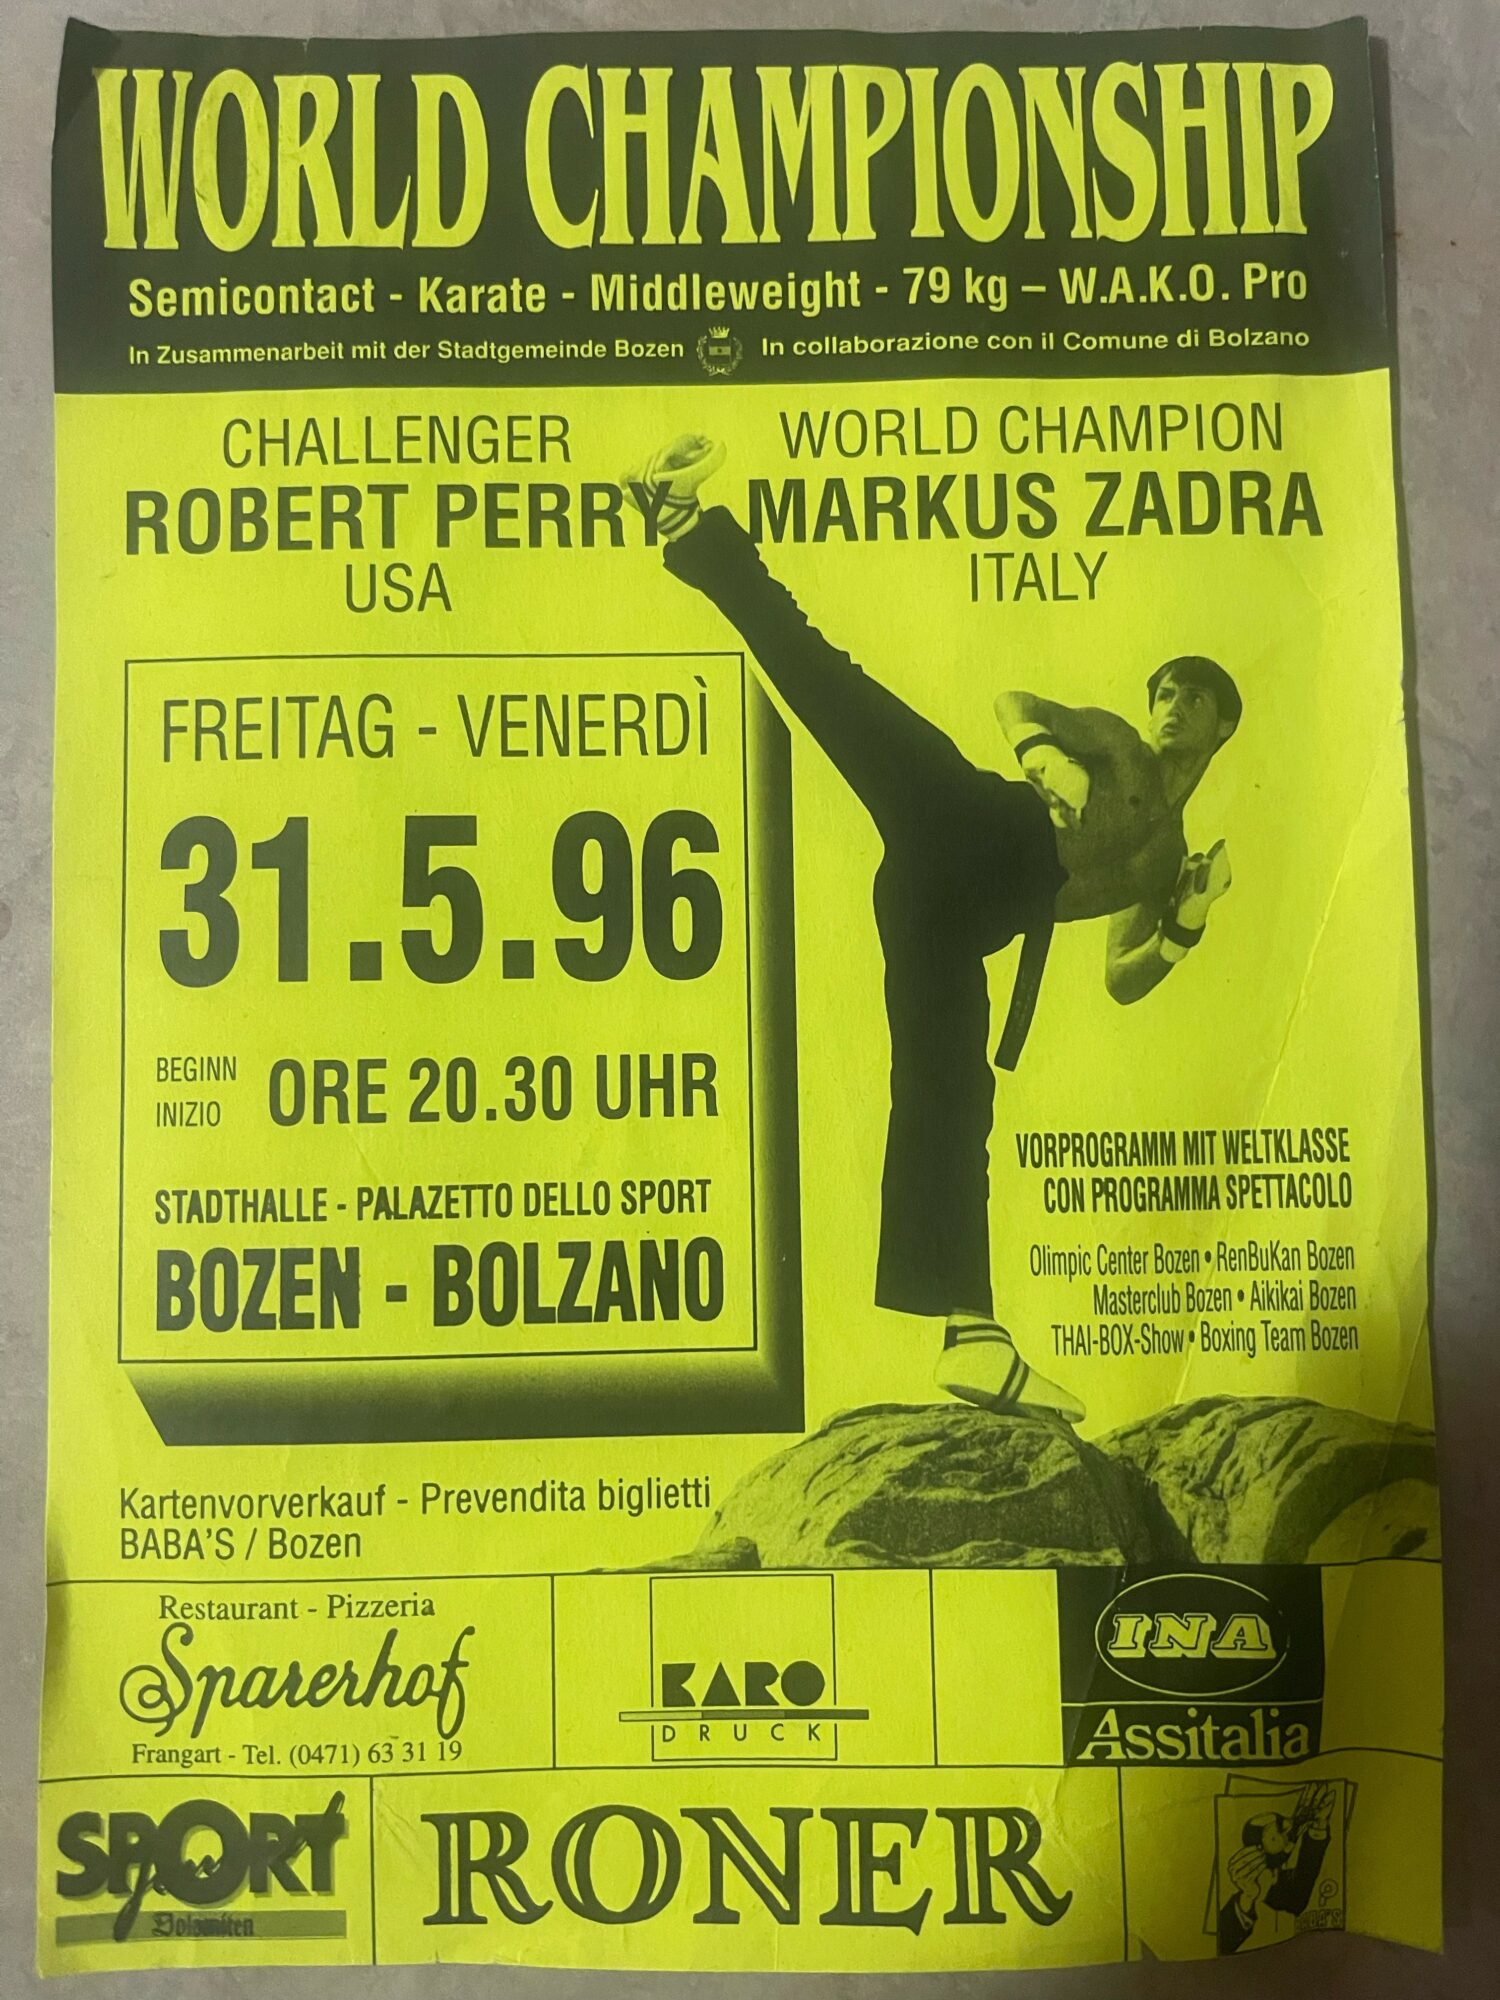 WORLD CHAMPIONSHIP
Semicontact - Karate - Middleweight - 79 kg – W.A.K.O. Pro
In Zusammenarbeit mit der Stadtgemeinde Bozen In collaborazione con il Comune di Bolzano
CHALLENGER
ROBERT PERRY
USA
WORLD CHAMPION
MARKUS ZADRA
ITALY
FREITAG - VENERDÌ
31.5.96
BEGINN
INIZIO
ORE 20.30 UHR
STADTHALLE - PALAZETTO DELLO SPORT
BOZEN - BOLZANO
VORPROGRAMM MIT WELTKLASSE
CON PROGRAMMA SPETTACOLO
Olimpic Center Bozen • RenBuKan Bozen
Masterclub Bozen • Aikikai Bozen
THAI-BOX-Show • Boxing Team Bozen
Kartenvorverkauf - Prevendita biglietti
BABA'S / Bozen
Restaurant - Pizzeria
Sparerhof
Frangart - Tel. (0471) 63 31 19
KARO
DRUCK
INA
Assitalia
SPORT
Dolomiten
RONER
BABA'S